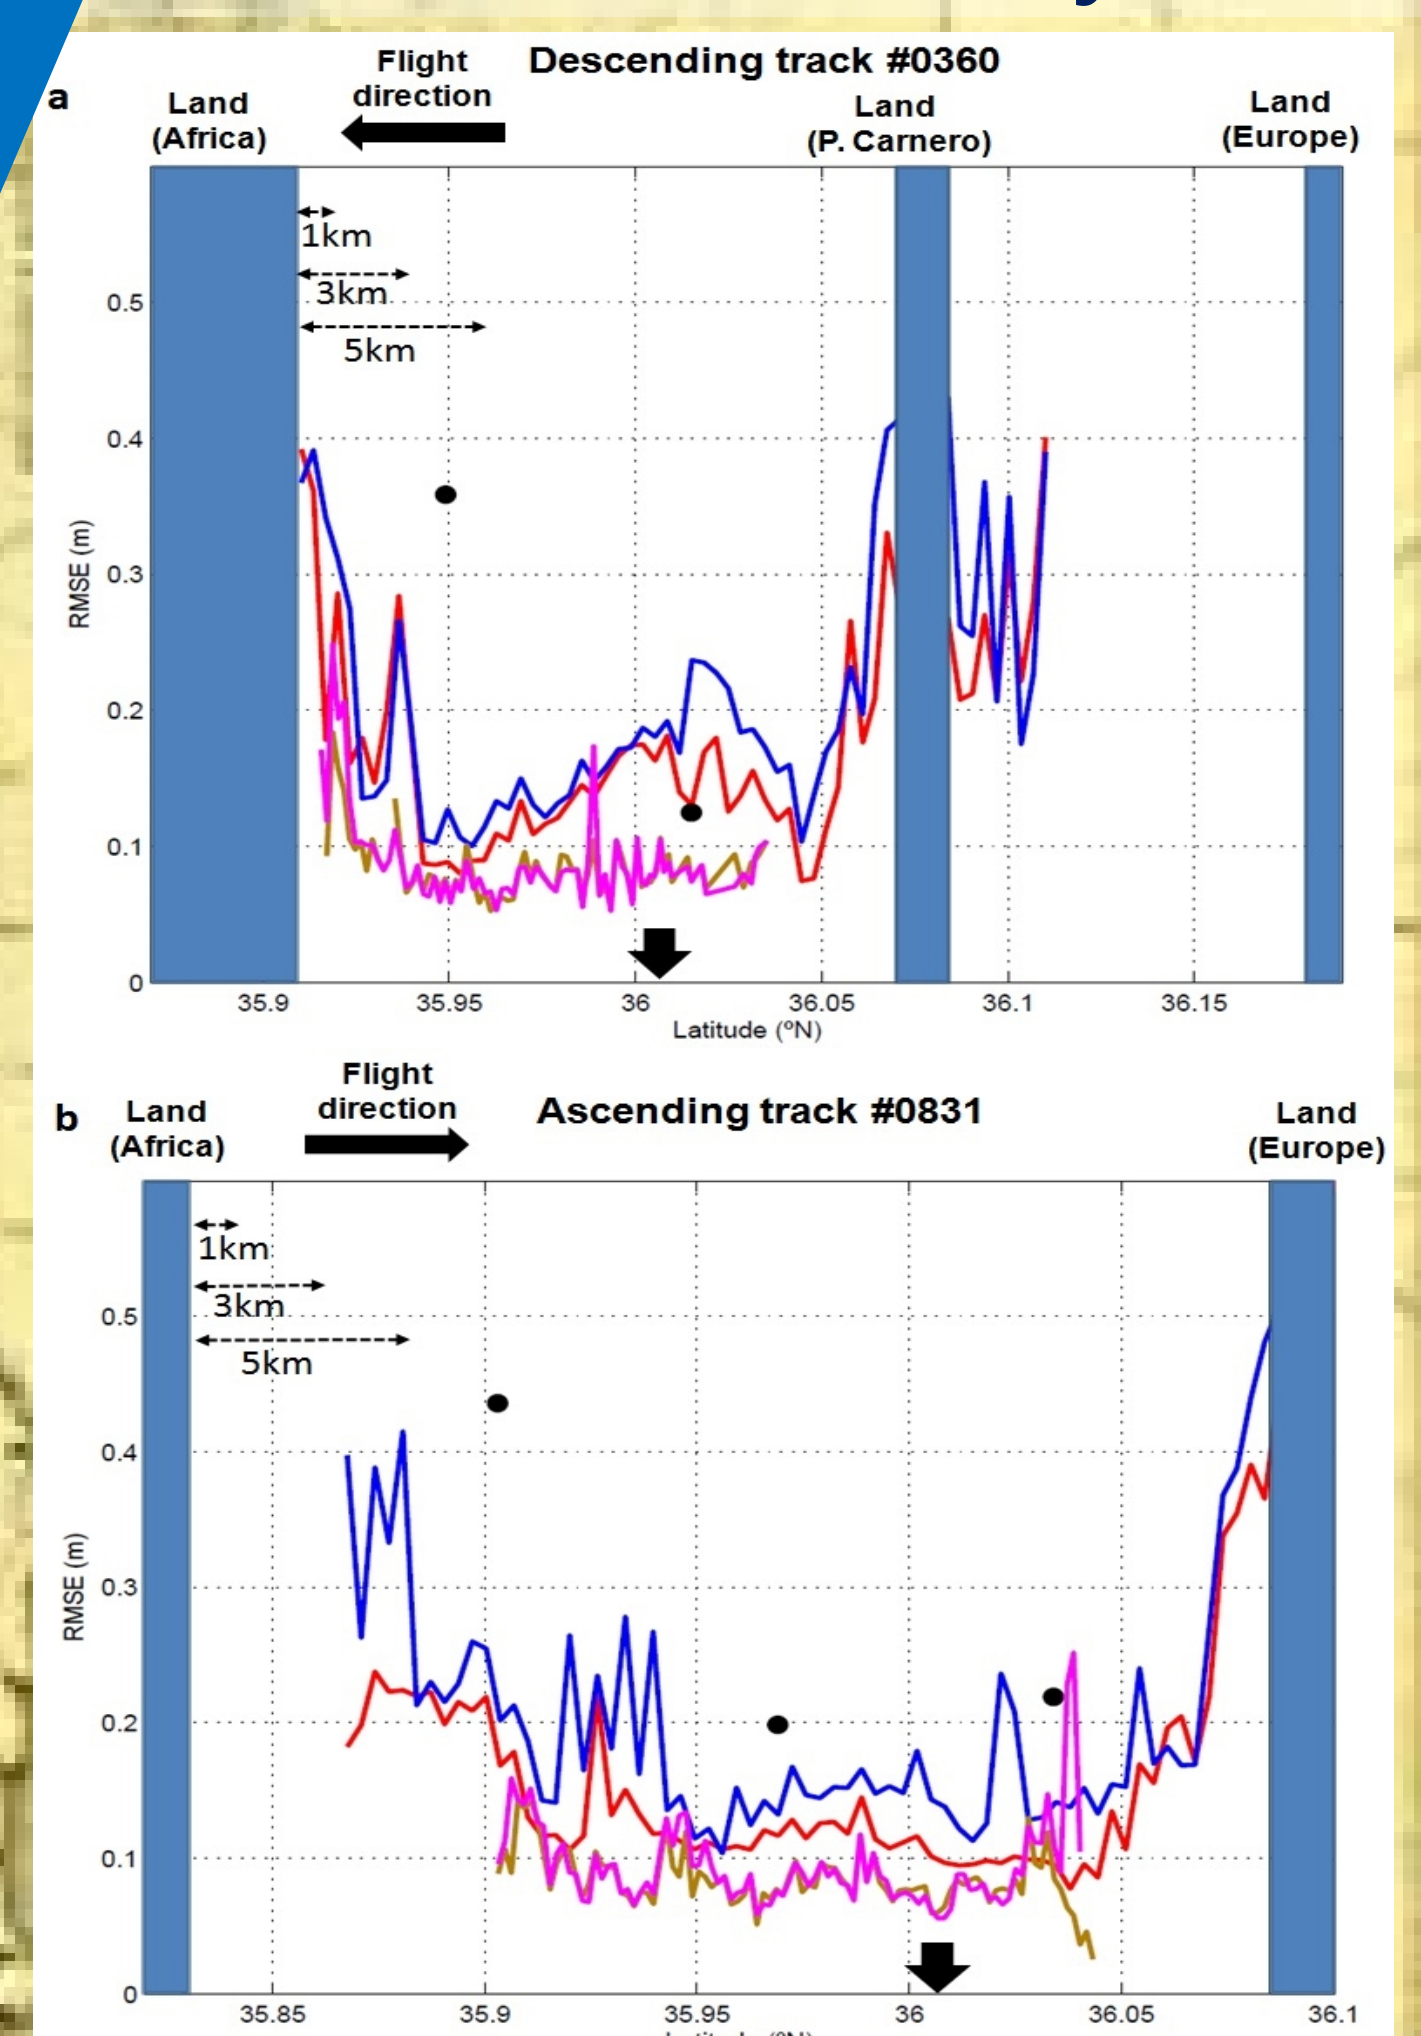 Descending track #0360
a
Flight
direction
Land
(Africa)
Land
(P. Carnero)
Land
(Europe)
1km
3km
5km
0.5
0.4
0.3
0.2
0.1
0
RMSE (m)
35.9 35.95 36 36.05 36.1 36.15
Latitude (ºN)
b
Flight
direction
Ascending track #0831
Land
(Africa)
Land
(Europe)
1km
3km
5km
0.5
0.4
0.3
0.2
0.1
0
RMSE (m)
35.85 35.9 35.95 36 36.05 36.1